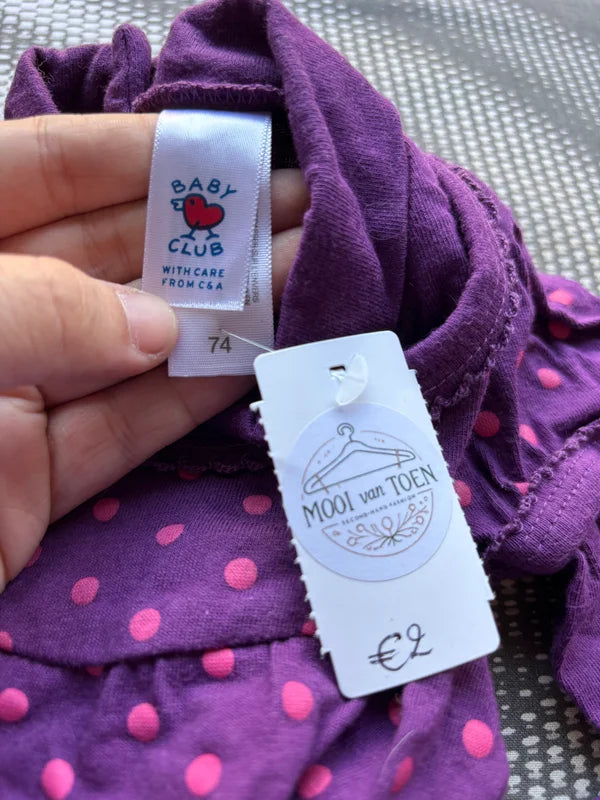 BABY
CLUB
WITH CARE
FROM C&A
74
MOOI van TOEN
SECOND-HAND FASHION
€2